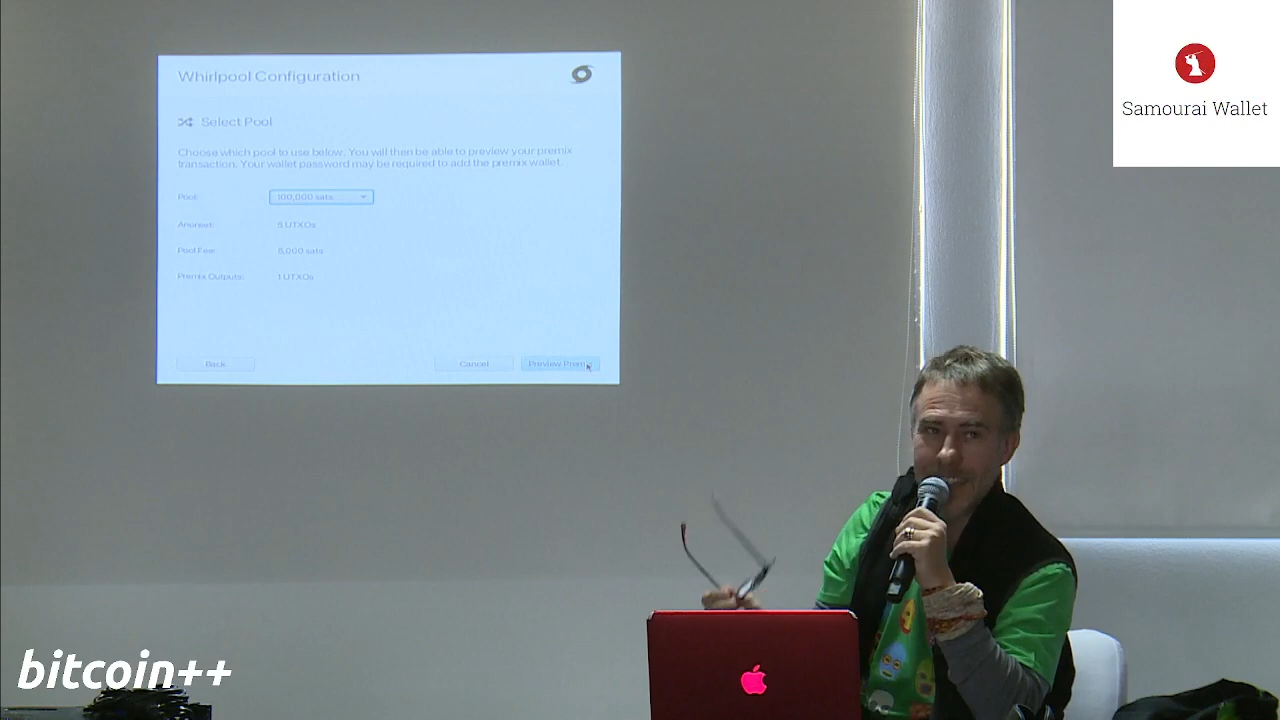 Whirlpool Configuration
Select Pool
Choose which pool to use below. You will then be able to preview your premix
transaction. Your wallet password may be required to add the premix wallet.
Pool: 100,000 sats
Anonset: 5 UTXOs
Pool Fee: 5,000 sats
Premix Outputs: 1 UTXOs
Back Cancel Preview Premix
Samourai Wallet
bitcoin++